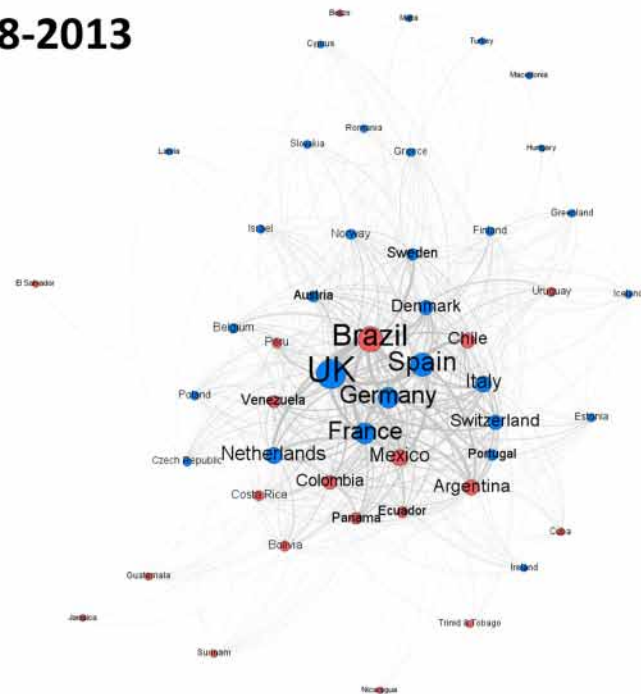 8-2013
Belize
Malta
Cyprus
Turkey
Macedonia
Romania
Slovakia
Greece
Hungary
Latvia
Greenland
Israel
Norway
Finland
Sweden
El Salvador
Uruguay
Iceland
Austria
Denmark
Belgium
Brazil
Chile
Peru
UK
Spain
Italy
Poland
Venezuela
Germany
Estonia
Switzerland
France
Netherlands
Mexico
Portugal
Czech Republic
Colombia
Argentina
Costa Rica
Panama
Ecuador
Cuba
Bolivia
Ireland
Guatemala
Jamaica
Trinid & Tobago
Surinam
Nicaragua